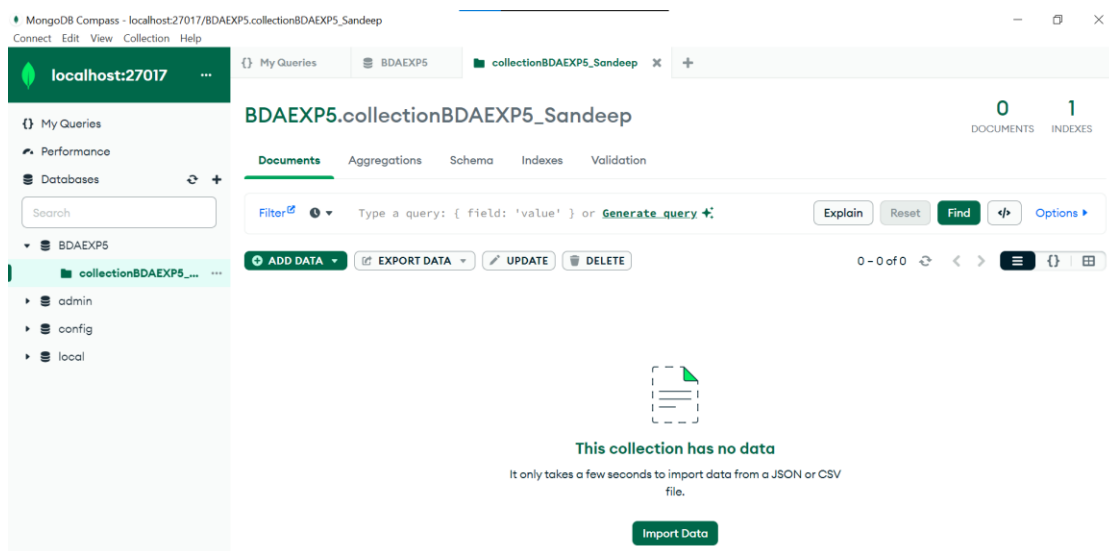 MongoDB Compass - localhost:27017/BDAEXP5.collectionBDAEXP5_Sandeep
Connect Edit View Collection Help
localhost:27017 ...
{} My Queries
BDAEXP5
collectionBDAEXP5_Sandeep
{} My Queries
Performance
Databases
Search
BDAEXP5
collectionBDAEXP5_... ...
admin
config
local
BDAEXP5.collectionBDAEXP5_Sandeep
0
DOCUMENTS
1
INDEXES
Documents Aggregations Schema Indexes Validation
Filter Type a query: { field: 'value' } or Generate query Explain Reset Find </> Options
ADD DATA EXPORT DATA UPDATE DELETE 0 – 0 of 0 {}
This collection has no data
It only takes a few seconds to import data from a JSON or CSV
file.
Import Data